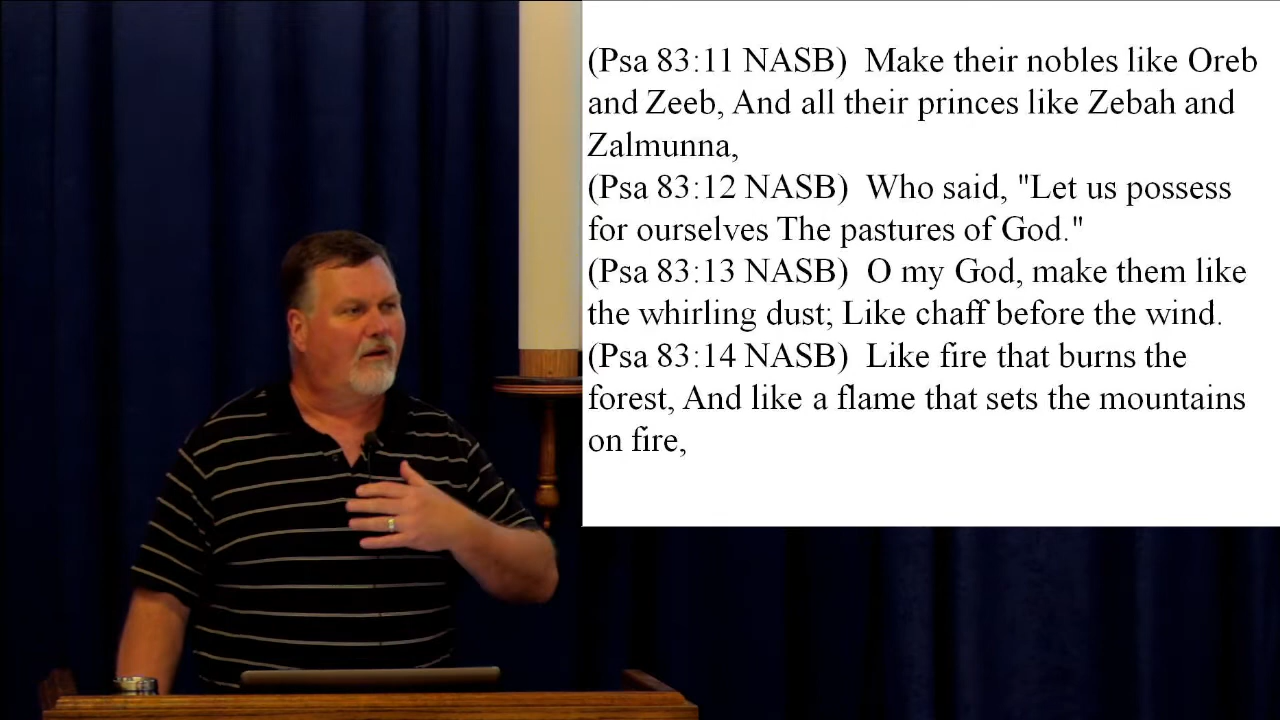 (Psa 83:11 NASB)  Make their nobles like Oreb
and Zeeb, And all their princes like Zebah and
Zalmunna,
(Psa 83:12 NASB)  Who said, "Let us possess
for ourselves The pastures of God."
(Psa 83:13 NASB)  O my God, make them like
the whirling dust; Like chaff before the wind.
(Psa 83:14 NASB)  Like fire that burns the
forest, And like a flame that sets the mountains
on fire,